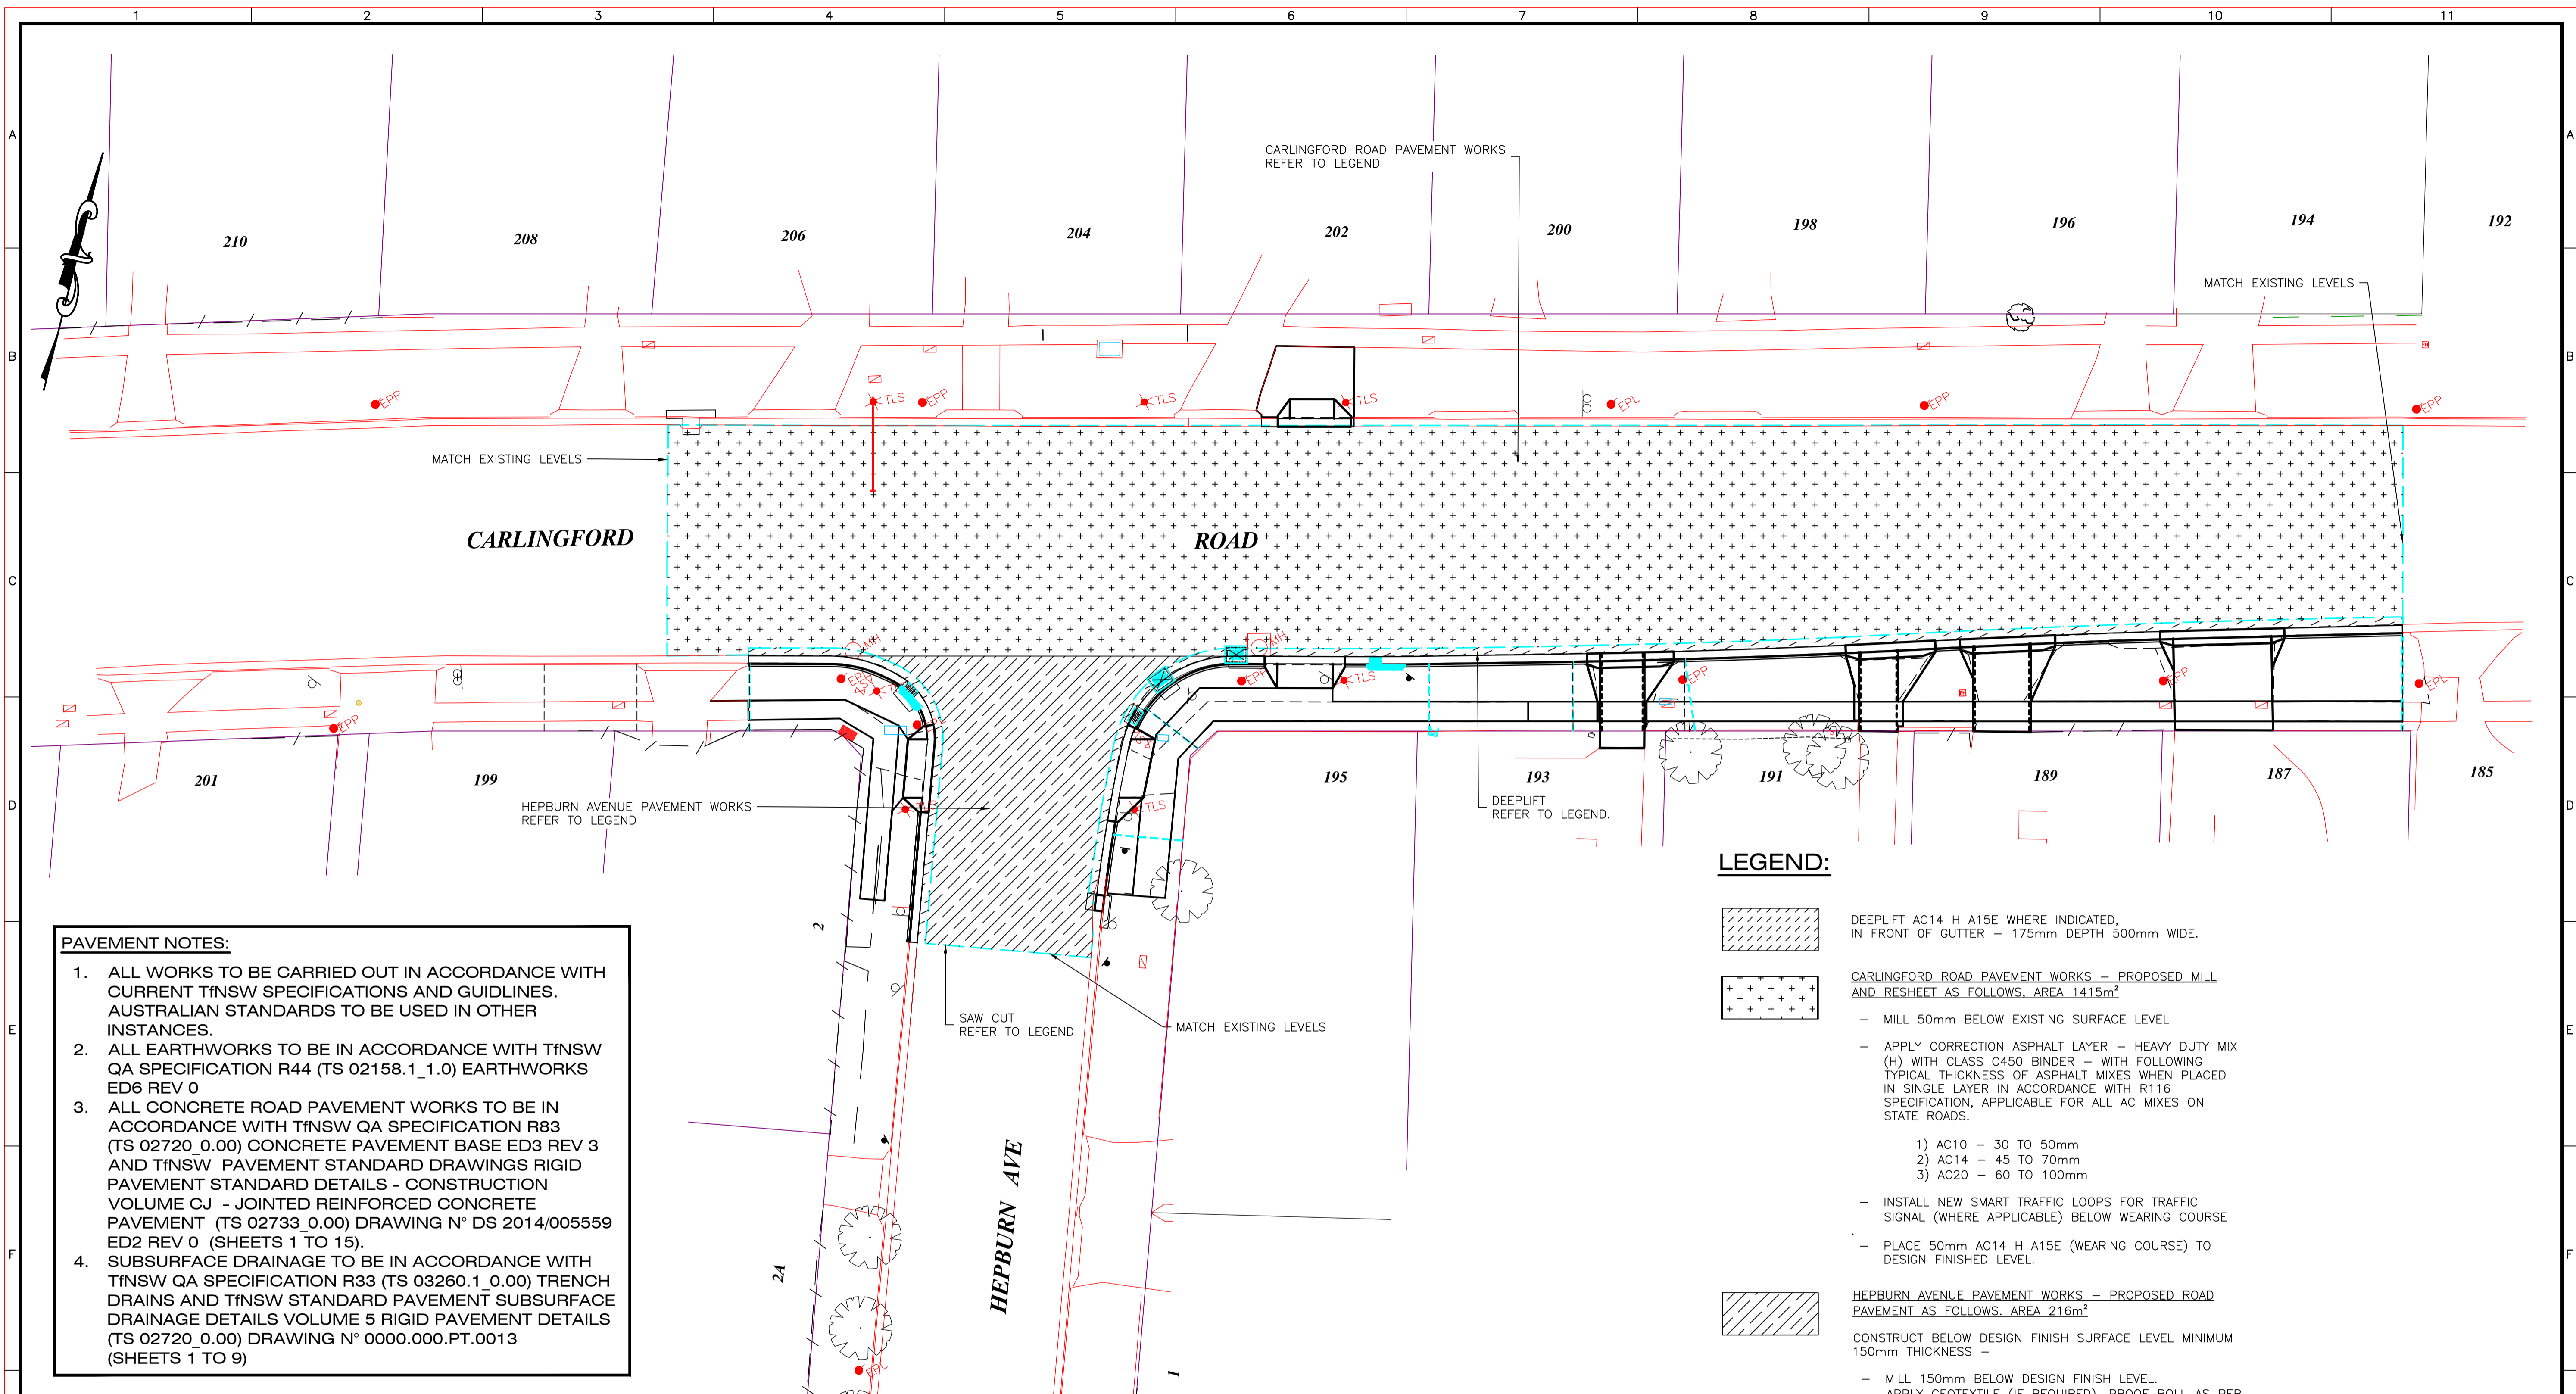 1 2 3 4 5 6 7 8 9 10 11
A A
CARLINGFORD ROAD PAVEMENT WORKS
REFER TO LEGEND
210 208 206 204 202 200 198 196 194 192
MATCH EXISTING LEVELS
B B
EPP TLS EPP TLS TLS EPL EPP EPP
MATCH EXISTING LEVELS
CARLINGFORD ROAD
C C
MH MH
EPL EPP TLS EPP EPP EPL
EPP
201 199 195 193 191 189 187 185
HEPBURN AVENUE PAVEMENT WORKS
REFER TO LEGEND
TLS TLS
DEEPLIFT
REFER TO LEGEND.
D D
2
SAW CUT
REFER TO LEGEND
MATCH EXISTING LEVELS
E E
HEPBURN AVE
2A
F F
EPL
1
PAVEMENT NOTES:
1. ALL WORKS TO BE CARRIED OUT IN ACCORDANCE WITH
CURRENT TfNSW SPECIFICATIONS AND GUIDLINES.
AUSTRALIAN STANDARDS TO BE USED IN OTHER
INSTANCES.
2. ALL EARTHWORKS TO BE IN ACCORDANCE WITH TfNSW
QA SPECIFICATION R44 (TS 02158.1_1.0) EARTHWORKS
ED6 REV 0
3. ALL CONCRETE ROAD PAVEMENT WORKS TO BE IN
ACCORDANCE WITH TfNSW QA SPECIFICATION R83
(TS 02720_0.00) CONCRETE PAVEMENT BASE ED3 REV 3
AND TfNSW PAVEMENT STANDARD DRAWINGS RIGID
PAVEMENT STANDARD DETAILS - CONSTRUCTION
VOLUME CJ - JOINTED REINFORCED CONCRETE
PAVEMENT (TS 02733_0.00) DRAWING N° DS 2014/005559
ED2 REV 0 (SHEETS 1 TO 15).
4. SUBSURFACE DRAINAGE TO BE IN ACCORDANCE WITH
TfNSW QA SPECIFICATION R33 (TS 03260.1_0.00) TRENCH
DRAINS AND TfNSW STANDARD PAVEMENT SUBSURFACE
DRAINAGE DETAILS VOLUME 5 RIGID PAVEMENT DETAILS
(TS 02720_0.00) DRAWING N° 0000.000.PT.0013
(SHEETS 1 TO 9)
LEGEND:
DEEPLIFT AC14 H A15E WHERE INDICATED,
IN FRONT OF GUTTER – 175mm DEPTH 500mm WIDE.
CARLINGFORD ROAD PAVEMENT WORKS – PROPOSED MILL
AND RESHEET AS FOLLOWS, AREA 1415m²
– MILL 50mm BELOW EXISTING SURFACE LEVEL
– APPLY CORRECTION ASPHALT LAYER – HEAVY DUTY MIX
(H) WITH CLASS C450 BINDER – WITH FOLLOWING
TYPICAL THICKNESS OF ASPHALT MIXES WHEN PLACED
IN SINGLE LAYER IN ACCORDANCE WITH R116
SPECIFICATION, APPLICABLE FOR ALL AC MIXES ON
STATE ROADS.
1) AC10 – 30 TO 50mm
2) AC14 – 45 TO 70mm
3) AC20 – 60 TO 100mm
– INSTALL NEW SMART TRAFFIC LOOPS FOR TRAFFIC
SIGNAL (WHERE APPLICABLE) BELOW WEARING COURSE
– PLACE 50mm AC14 H A15E (WEARING COURSE) TO
DESIGN FINISHED LEVEL.
HEPBURN AVENUE PAVEMENT WORKS – PROPOSED ROAD
PAVEMENT AS FOLLOWS. AREA 216m²
CONSTRUCT BELOW DESIGN FINISH SURFACE LEVEL MINIMUM
150mm THICKNESS –
– MILL 150mm BELOW DESIGN FINISH LEVEL.
– APPLY GEOTEXTILE (IF REQUIRED), PROOF ROLL AS PER